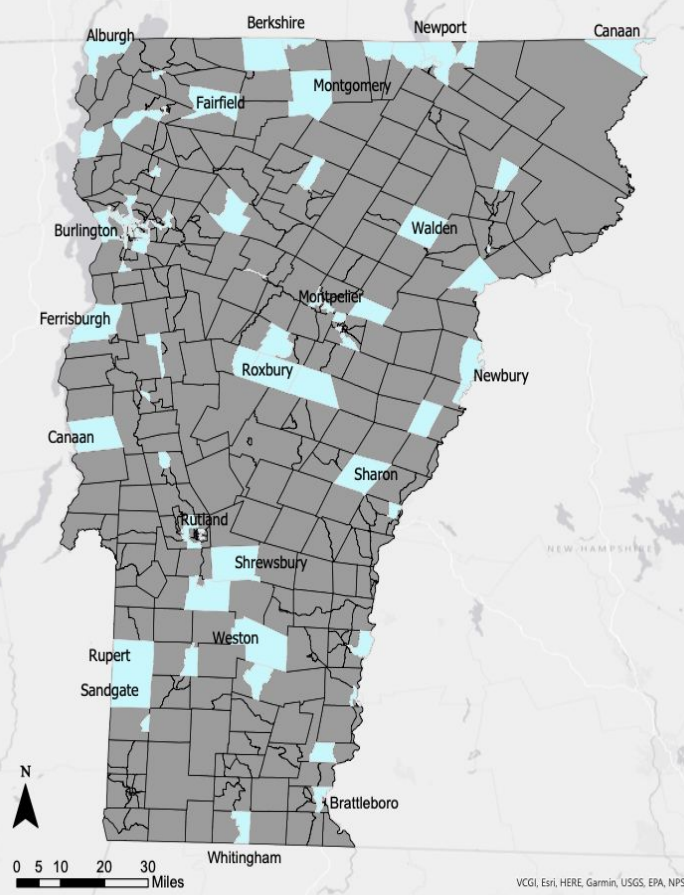 Alburgh
Berkshire
Newport
Canaan
Montgomery
Fairfield
Burlington
Walden
Montpelier
Ferrisburgh
Roxbury
Newbury
Canaan
Sharon
Rutland
NEW HAMPSHIRE
Shrewsbury
Weston
Rupert
Sandgate
N
Brattleboro
Whitingham
0 5 10 20 30
Miles
VCGI, Esri, HERE, Garmin, USGS, EPA, NPS